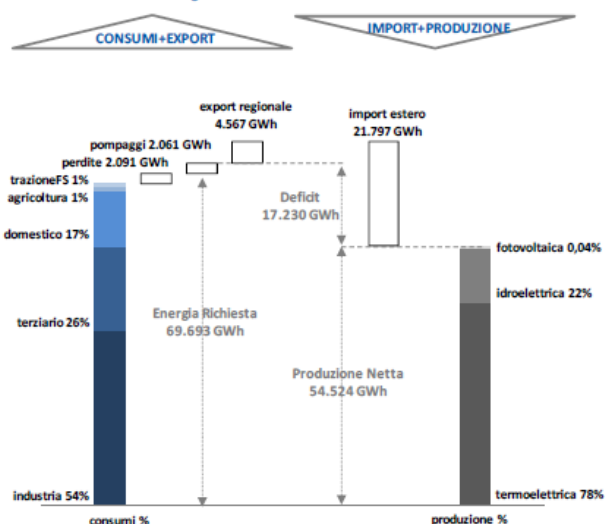 CONSUMI+EXPORT
IMPORT+PRODUZIONE
export regionale
4.567 GWh
import estero
21.797 GWh
pompaggi 2.061 GWh
perdite 2.091 GWh
trazioneFS 1%
agricoltura 1%
Deficit
17.230 GWh
domestico 17%
fotovoltaica 0,04%
idroelettrica 22%
Energia Richiesta
69.693 GWh
terziario 26%
Produzione Netta
54.524 GWh
industria 54%
termoelettrica 78%
consumi %
produzione %